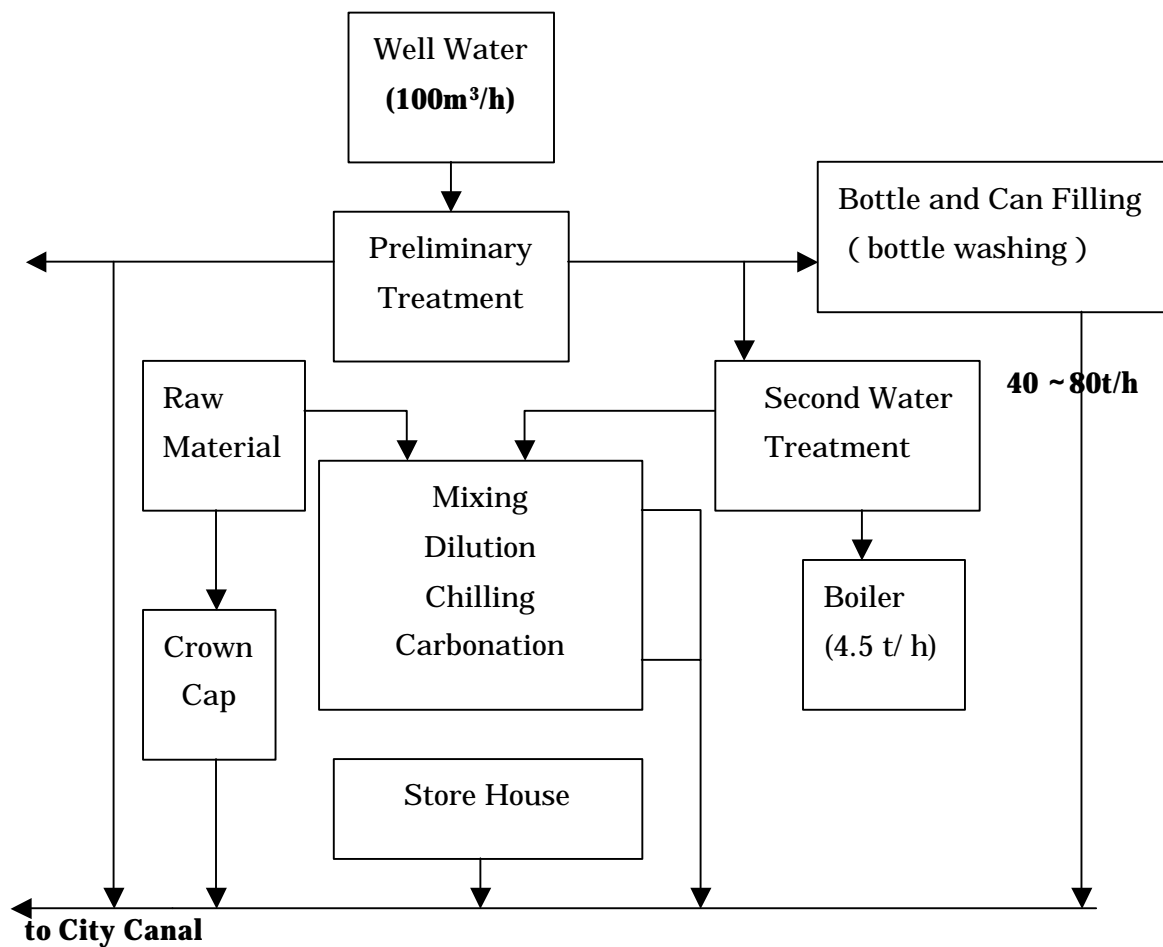 Well Water
(100m³/h)
Bottle and Can Filling
( bottle washing )
Preliminary
Treatment
Raw
Material
Second Water
Treatment
40 ~80t/h
Mixing
Dilution
Chilling
Carbonation
Boiler
(4.5 t/ h)
Crown
Cap
Store House
to City Canal